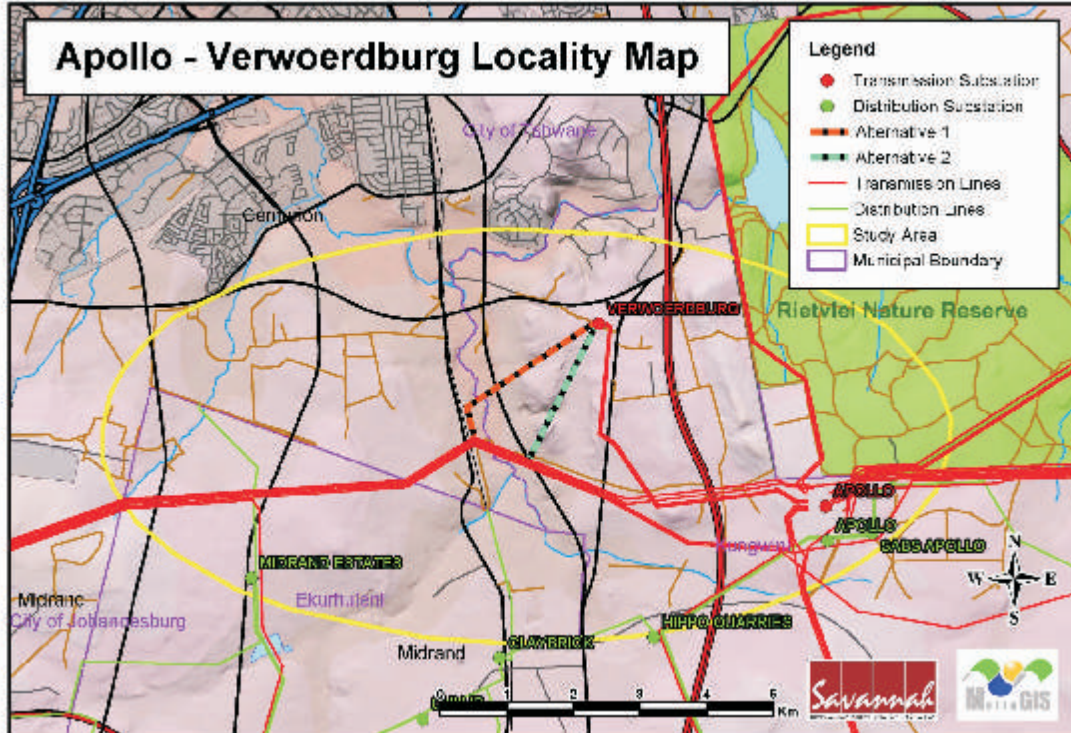 Apollo - Verwoerdburg Locality Map
Legend
Transmission Substation
Distribution Substation
Alternative 1
Alternative 2
Transmission Lines
Distribution Lines
Study Area
Municipal Boundary
City of Tshwane
Centurion
VERWOERDBURG
Rietvlei Nature Reserve
APOLLO
APOLLO
SABS APOLLO
MIDRAND ESTATES
Midrand
City of Johannesburg
Ekurhuleni
HIPPO QUARRIES
Midrand
CLAYBRICK
N
W E
S
0 1 2 3 4 5
Km
Savannah
MetroGIS